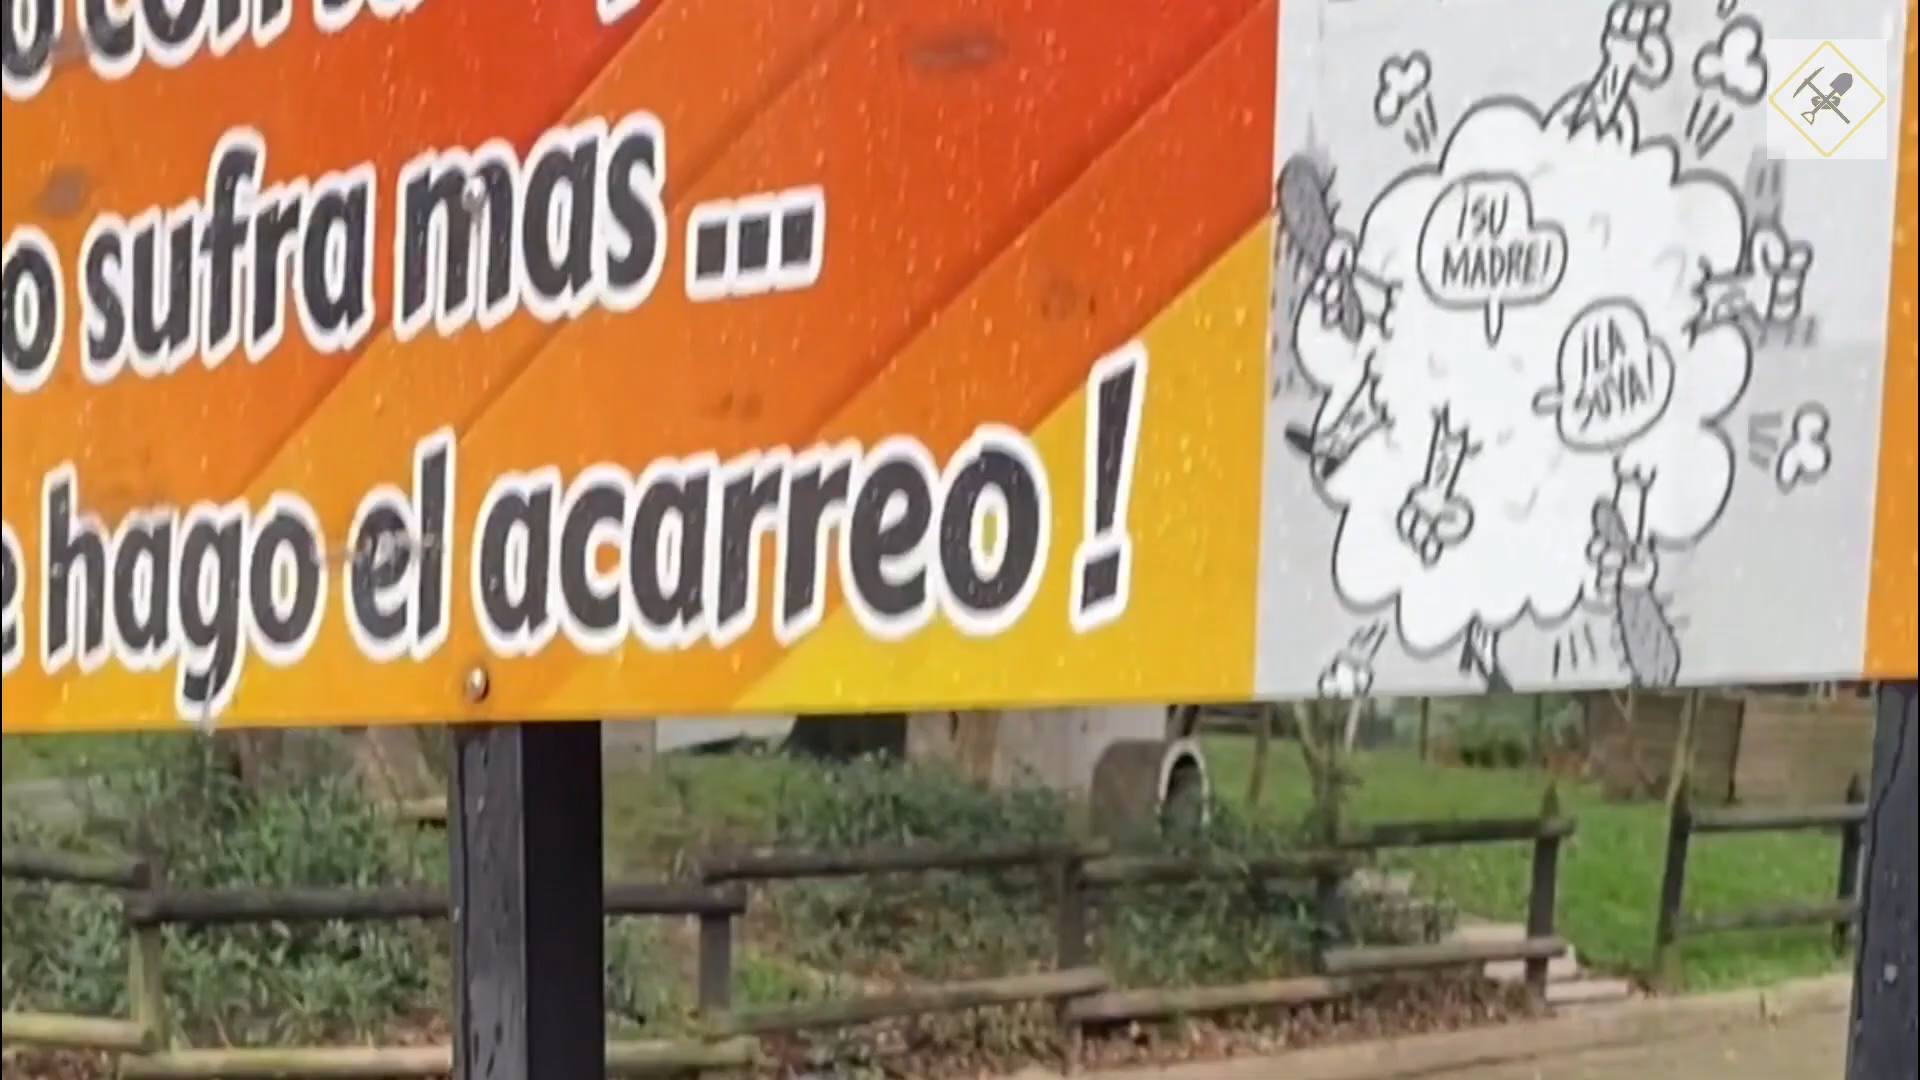 sufra mas ...
hago el acarreo !
¡SU
MADRE!
¡LA
SUYA!